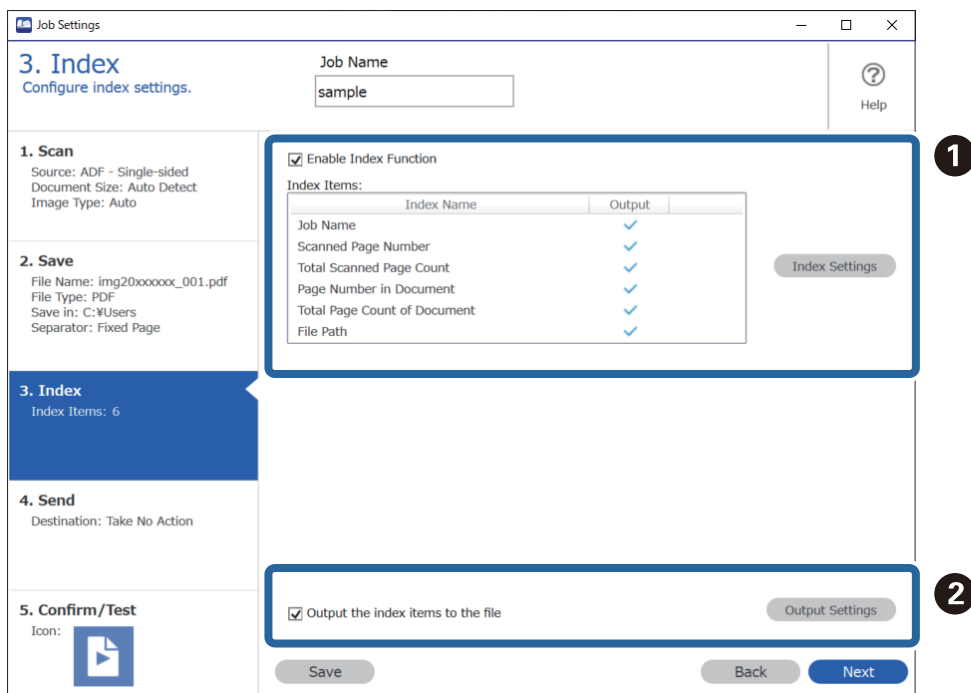 Job Settings
3. Index
Configure index settings.
Job Name
sample
?
Help
1. Scan
Source: ADF - Single-sided
Document Size: Auto Detect
Image Type: Auto
2. Save
File Name: img20xxxxxx_001.pdf
File Type: PDF
Save in: C:¥Users
Separator: Fixed Page
3. Index
Index Items: 6
4. Send
Destination: Take No Action
5. Confirm/Test
Icon:
Enable Index Function
Index Items:
Index Name Output
Job Name
Scanned Page Number
Total Scanned Page Count
Page Number in Document
Total Page Count of Document
File Path
Index Settings
1
Output the index items to the file
Output Settings
2
Save
Back
Next